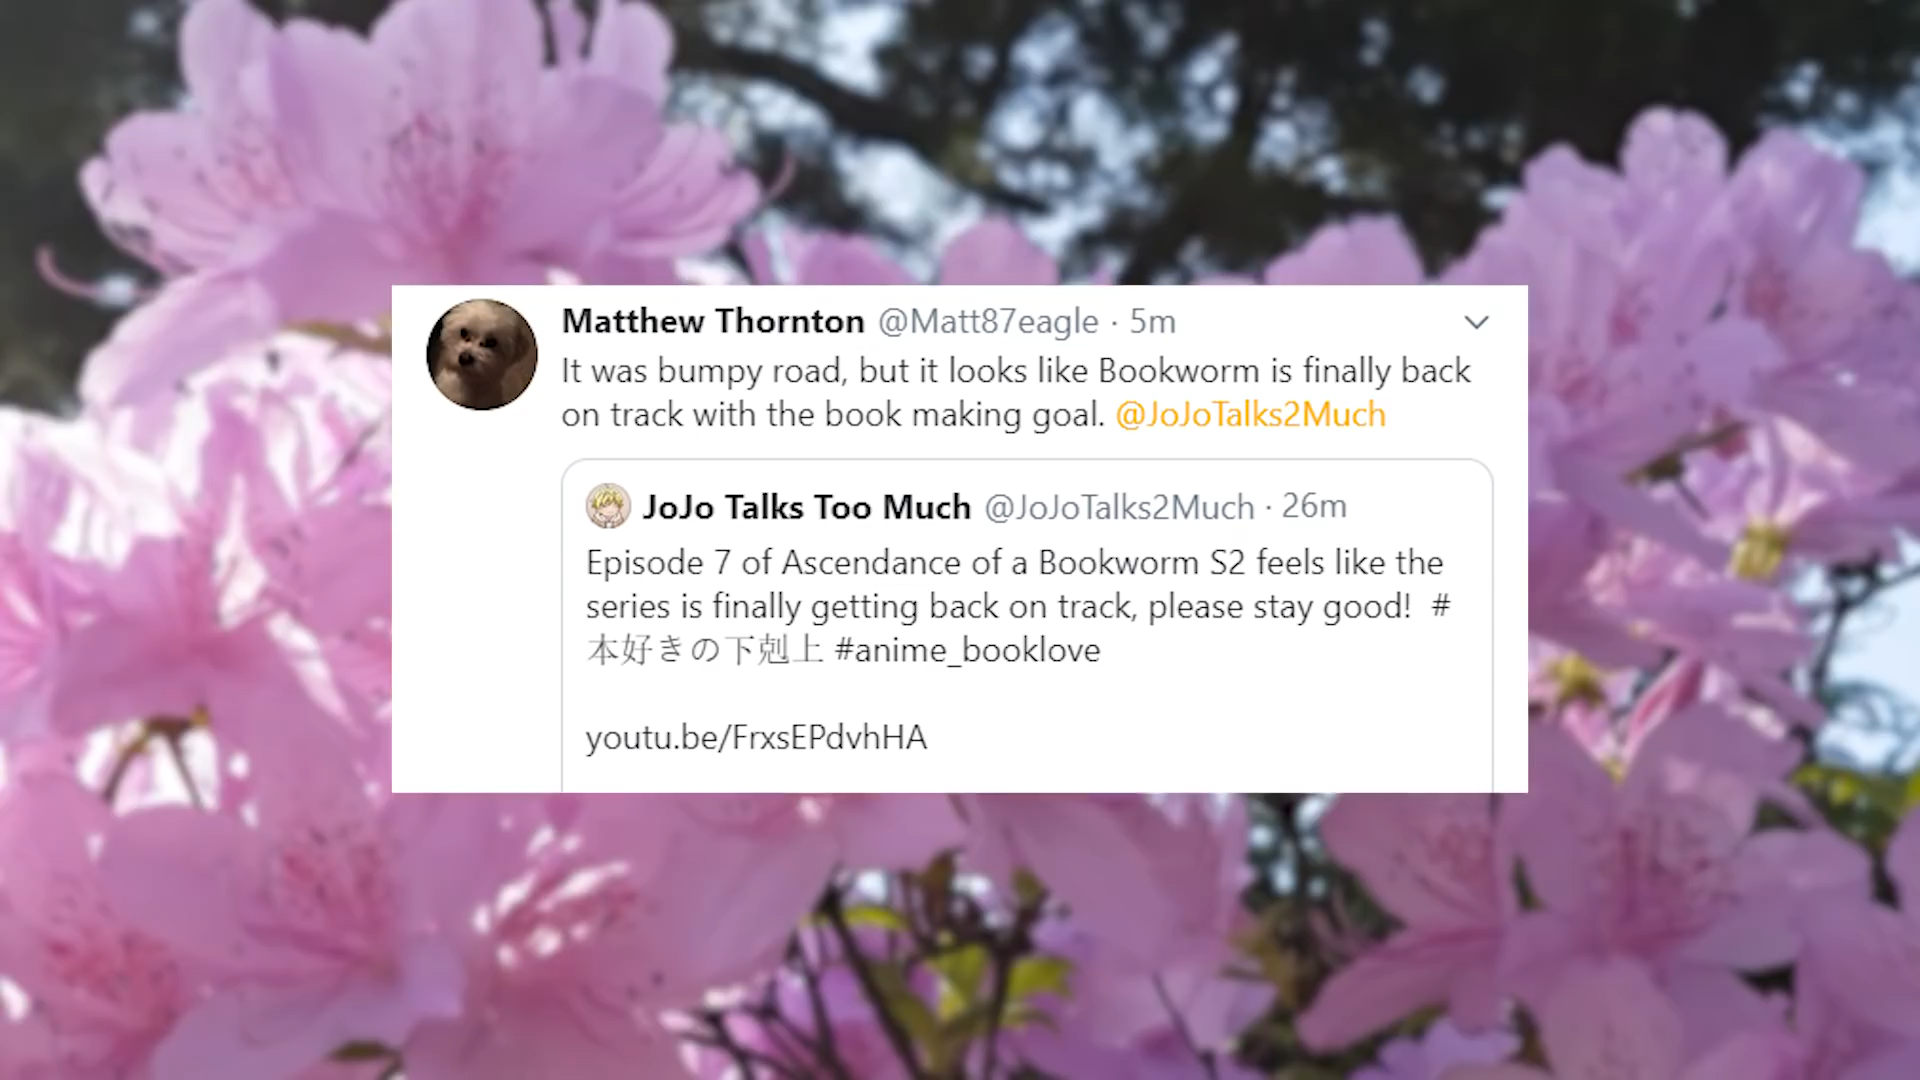 Matthew Thornton @Matt87eagle · 5m
It was bumpy road, but it looks like Bookworm is finally back
on track with the book making goal. @JoJoTalks2Much
JoJo Talks Too Much @JoJoTalks2Much · 26m
Episode 7 of Ascendance of a Bookworm S2 feels like the
series is finally getting back on track, please stay good! #
本好きの下剋上 #anime_booklove
youtu.be/FrxsEPdvhHA